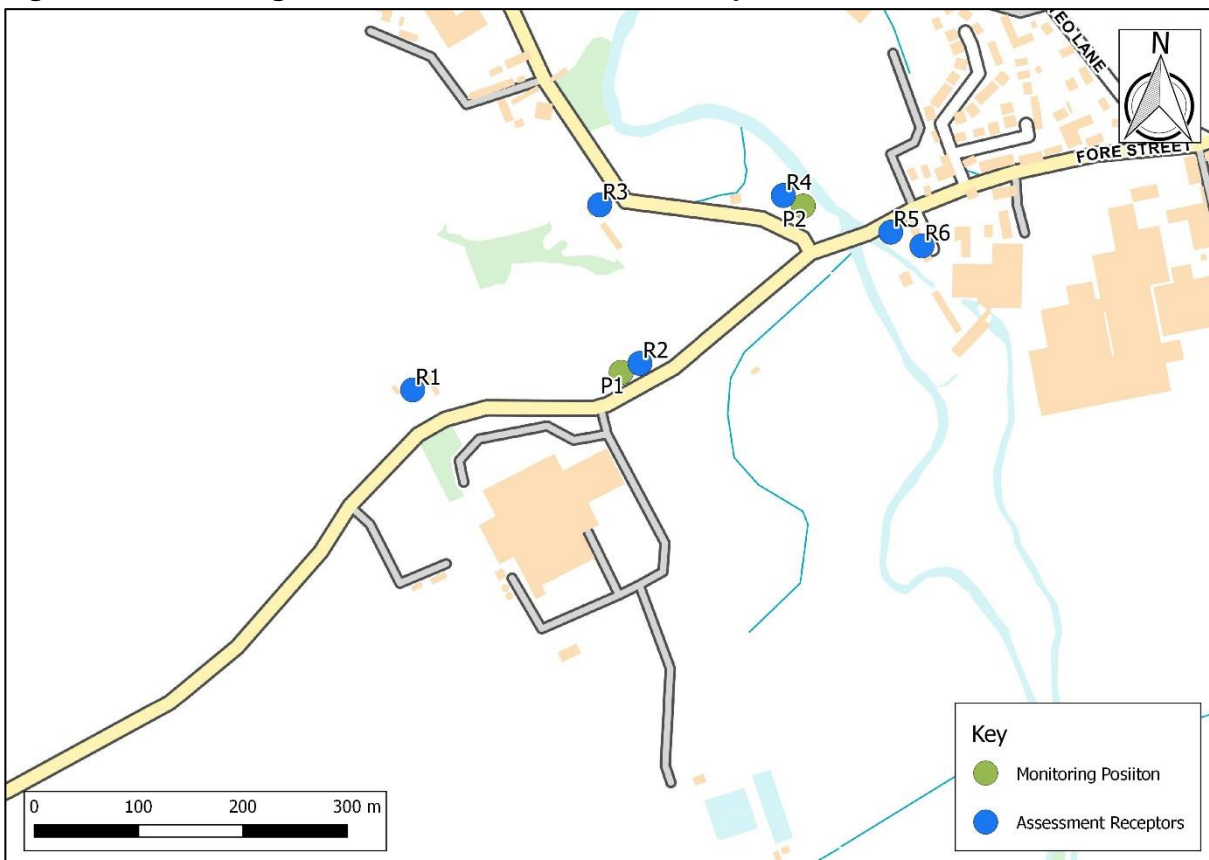 EO LANE
N
FORE STREET
R3
R4
P2
R5
R6
R1
R2
P1
Key
Monitoring Posiiton
Assessment Receptors
0 100 200 300 m